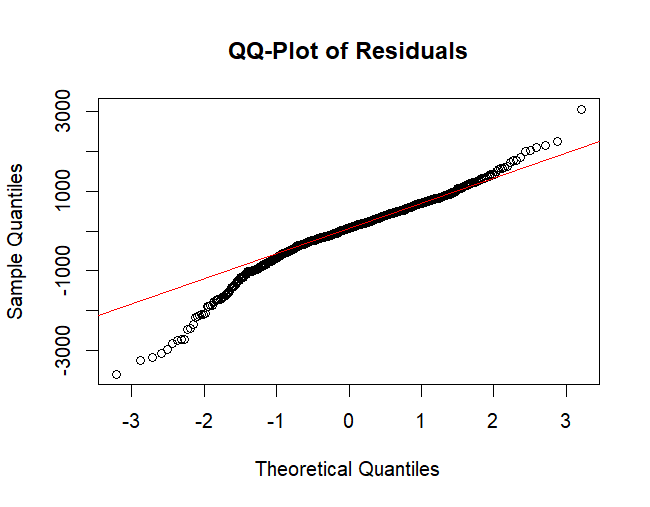 QQ-Plot of Residuals
3000
1000
-1000
-3000
Sample Quantiles
-3 -2 -1 0 1 2 3
Theoretical Quantiles